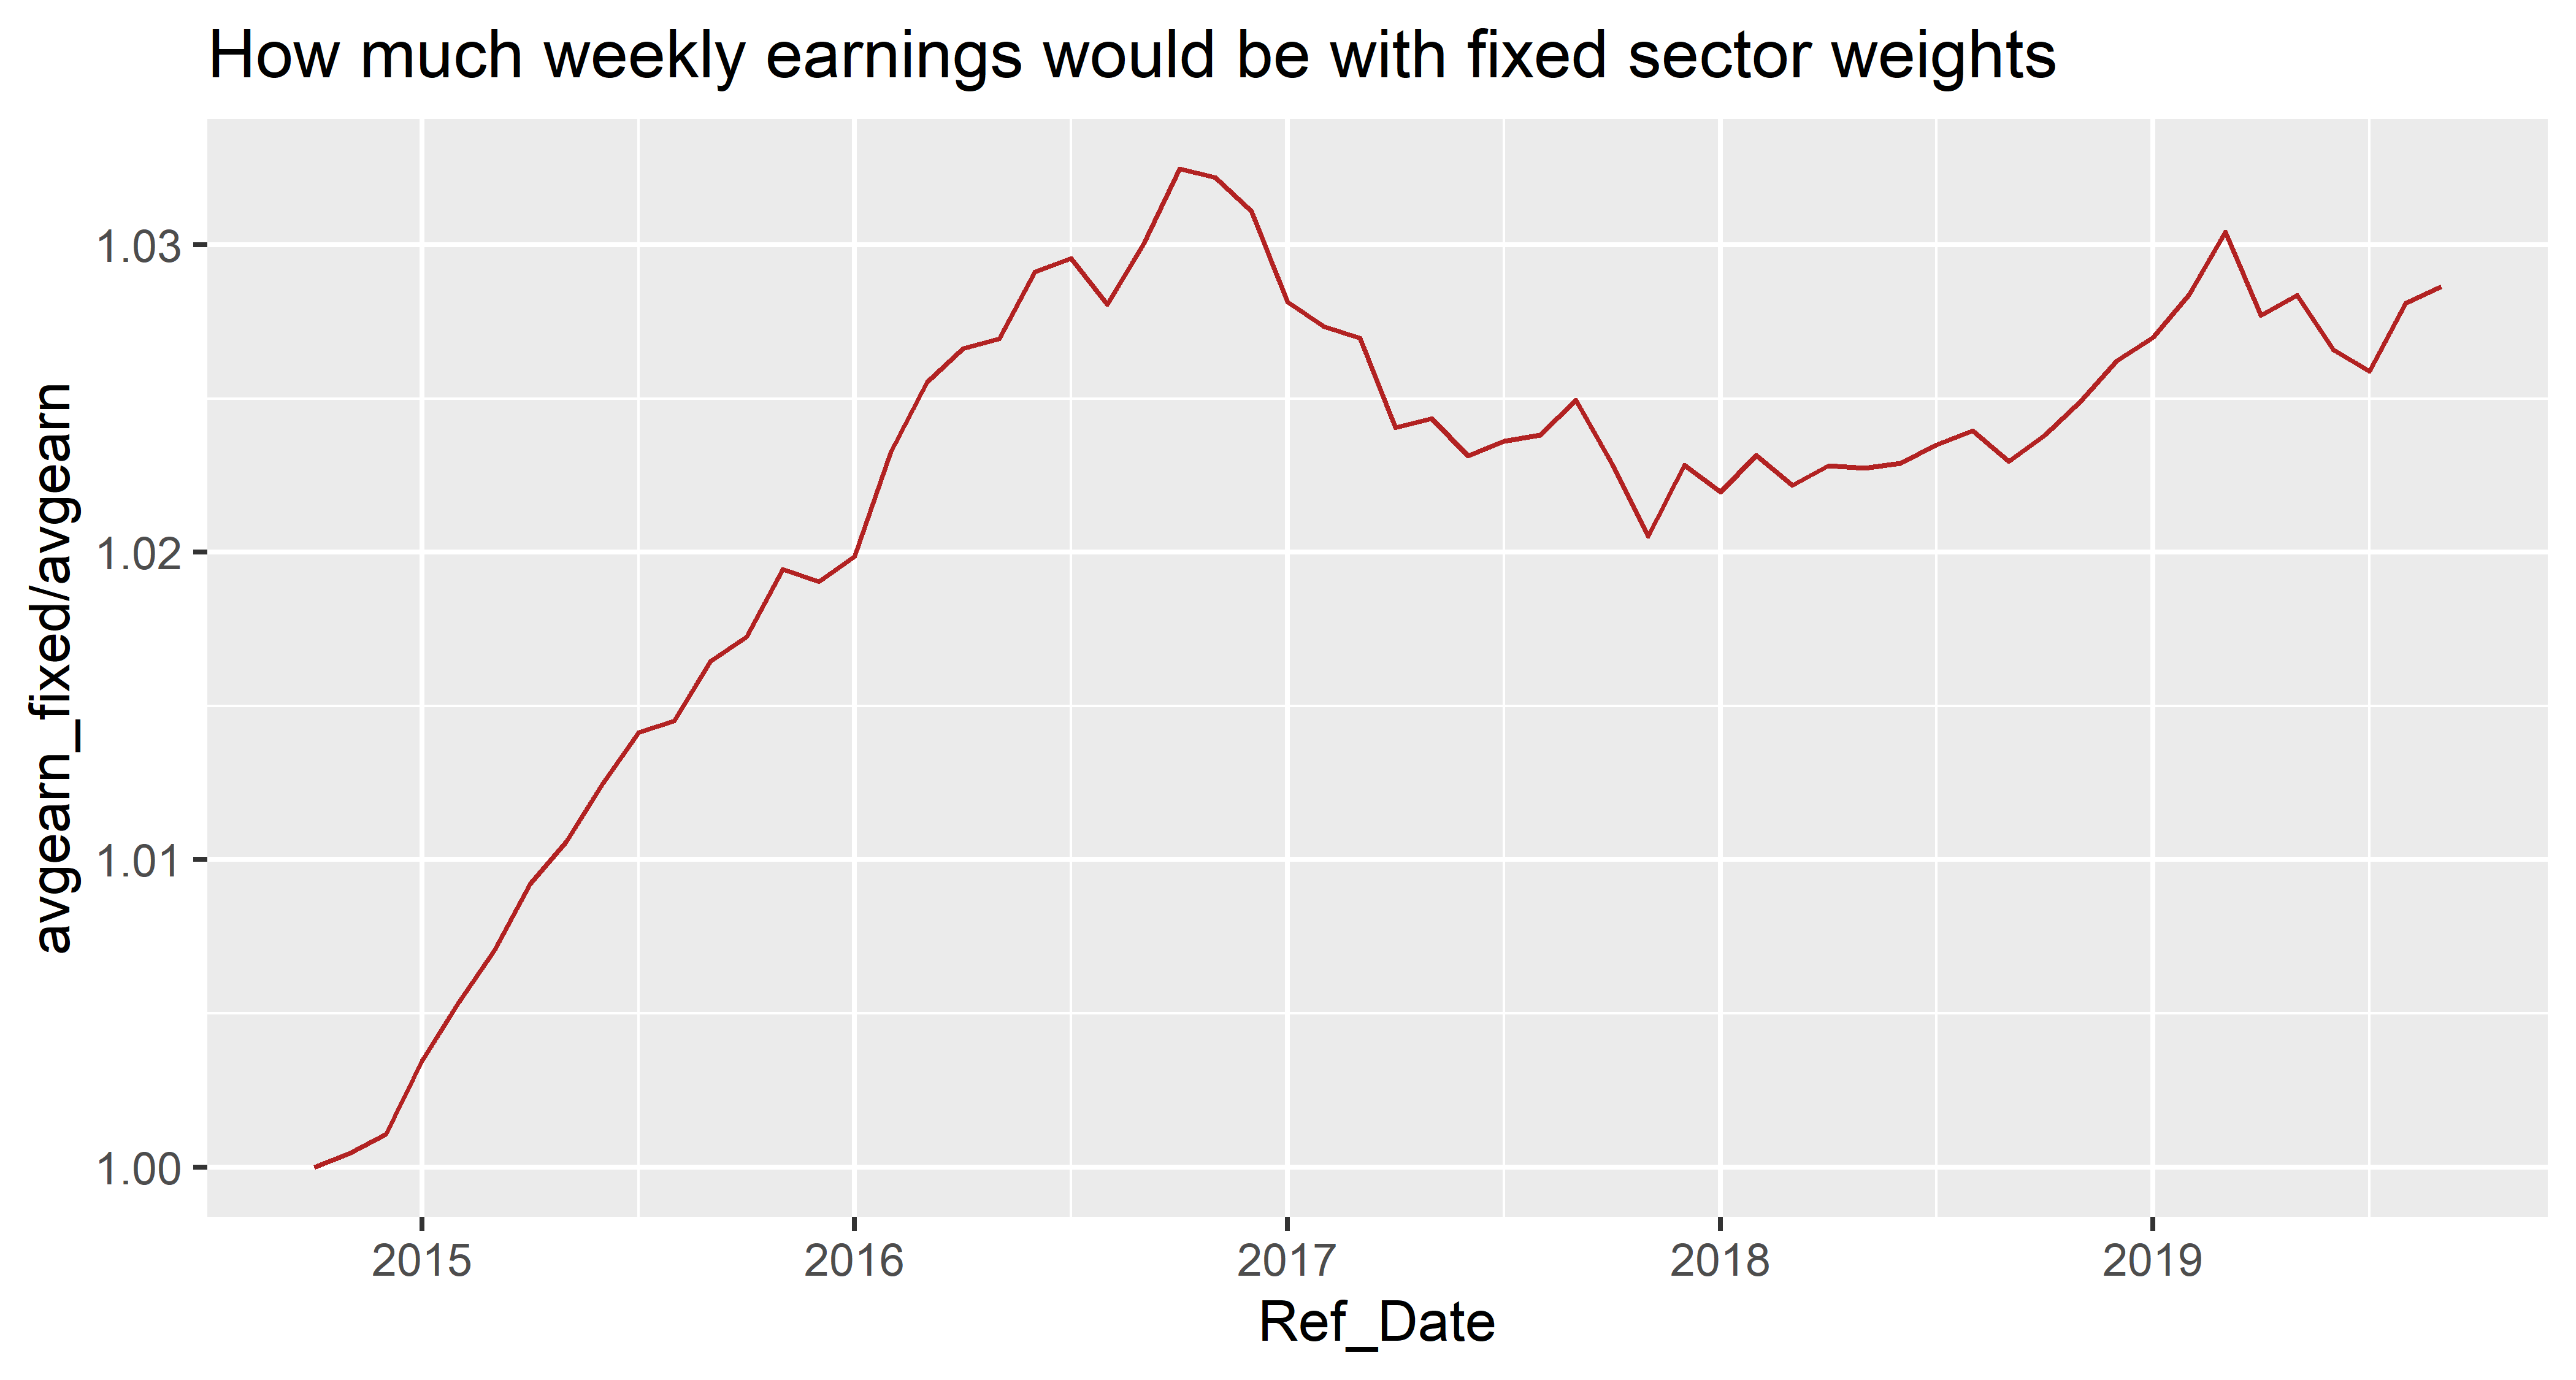 How much weekly earnings would be with fixed sector weights
avgearn_fixed/avgearn
1.03
1.02
1.01
1.00
2015 2016 2017 2018 2019
Ref_Date